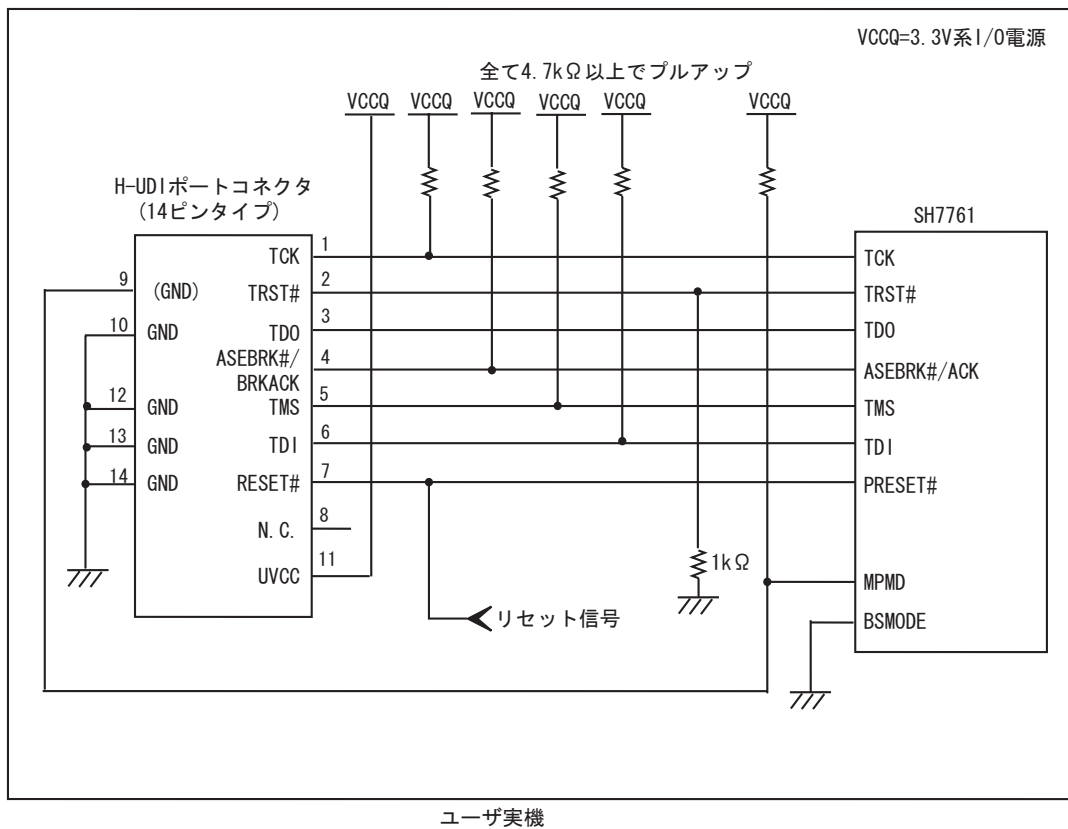 VCCQ=3.3V系I/O電源
全て4.7kΩ以上でプルアップ
VCCQ VCCQ VCCQ VCCQ VCCQ VCCQ
H-UDIポートコネクタ
(14ピンタイプ)
SH7761
TCK 1 TCK
9 (GND) TRST# 2 TRST#
10 GND TDO 3 TDO
ASEBRK#/
BRKACK 4 ASEBRK#/ACK
12 GND TMS 5 TMS
13 GND TDI 6 TDI
14 GND RESET# 7 PRESET#
N.C. 8
1kΩ
UVCC 11 MPMD
リセット信号
BSMODE
ユーザ実機